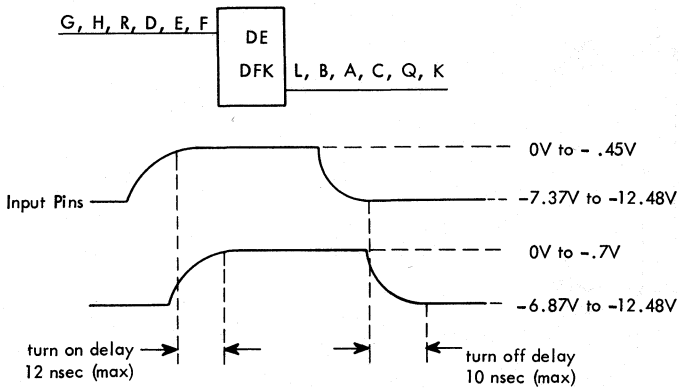 G, H, R, D, E, F
DE
DFK
L, B, A, C, Q, K
0V to - .45V
Input Pins
-7.37V to -12.48V
0V to -.7V
-6.87V to -12.48V
turn on delay
12 nsec (max)
turn off delay
10 nsec (max)